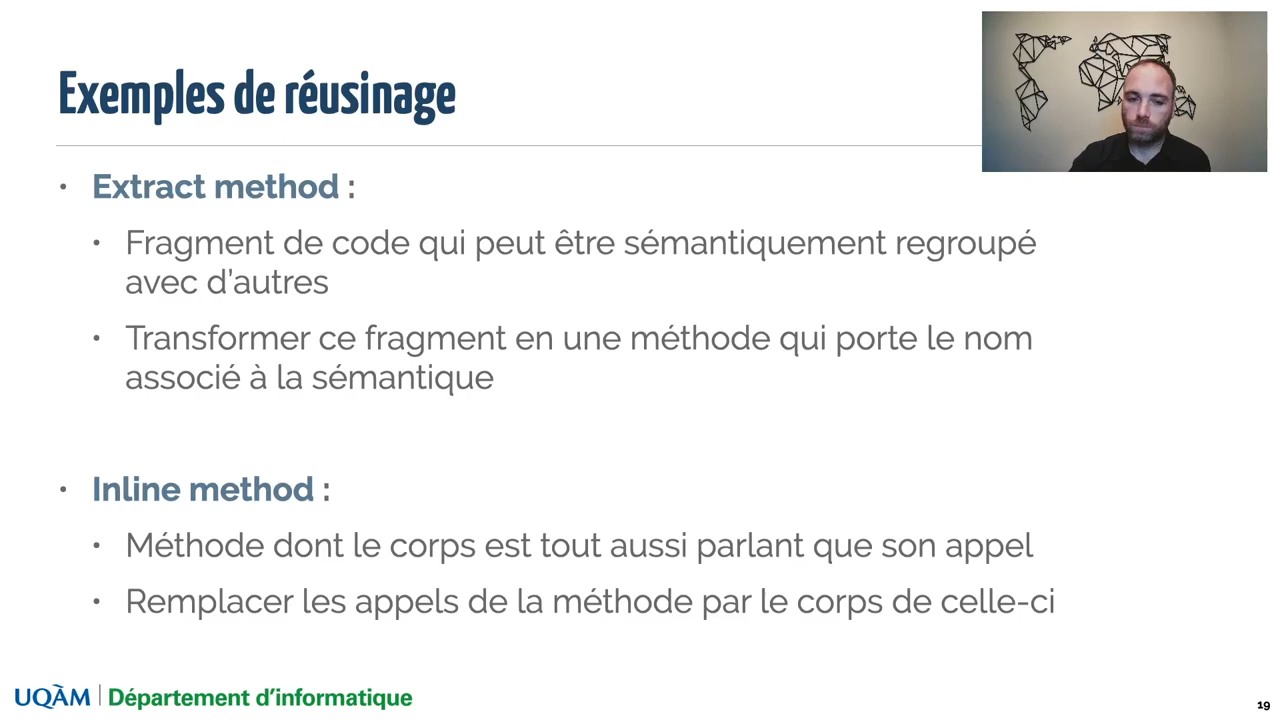 Exemples de réusinage
• Extract method :
• Fragment de code qui peut être sémantiquement regroupé
avec d’autres
• Transformer ce fragment en une méthode qui porte le nom
associé à la sémantique
• Inline method :
• Méthode dont le corps est tout aussi parlant que son appel
• Remplacer les appels de la méthode par le corps de celle-ci
UQÀM | Département d’informatique
19